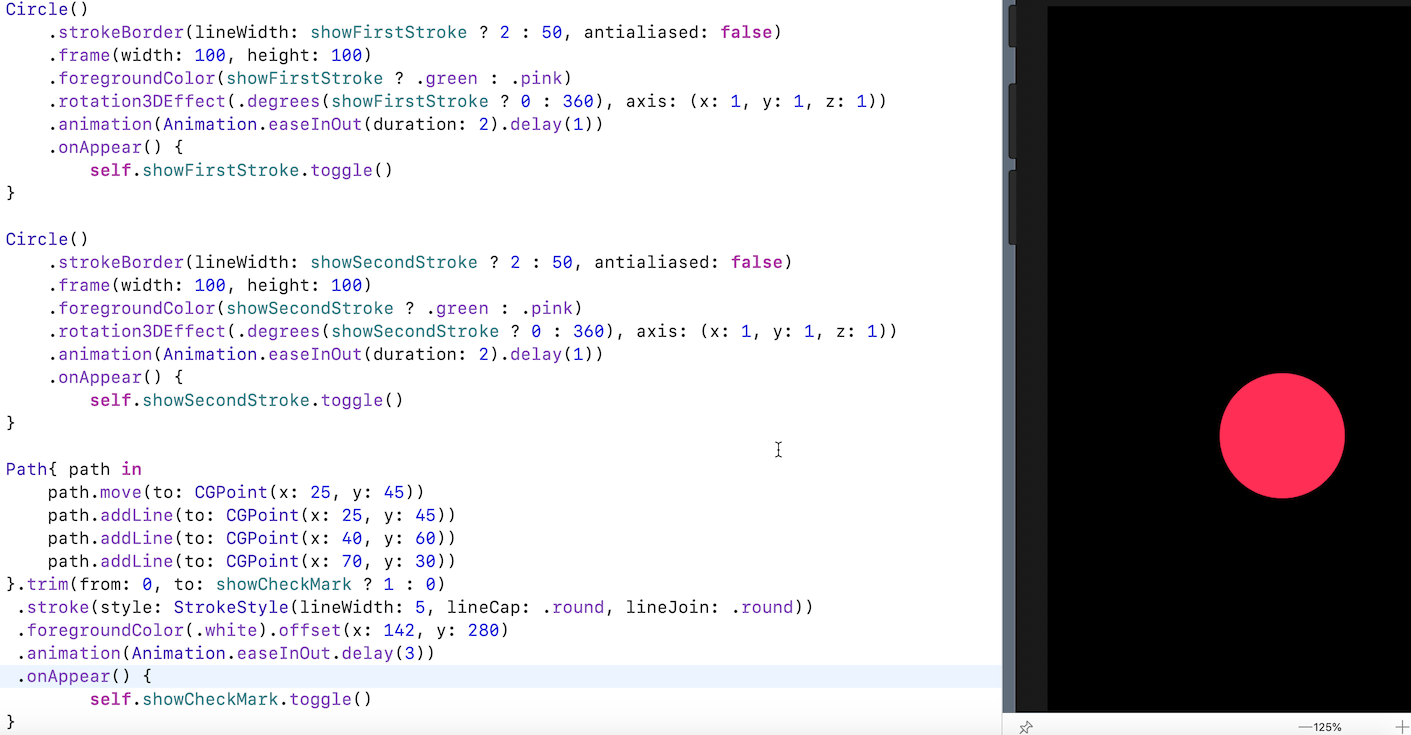 Circle()
    .strokeBorder(lineWidth: showFirstStroke ? 2 : 50, antialiased: false)
    .frame(width: 100, height: 100)
    .foregroundColor(showFirstStroke ? .green : .pink)
    .rotation3DEffect(.degrees(showFirstStroke ? 0 : 360), axis: (x: 1, y: 1, z: 1))
    .animation(Animation.easeInOut(duration: 2).delay(1))
    .onAppear() {
        self.showFirstStroke.toggle()
}

Circle()
    .strokeBorder(lineWidth: showSecondStroke ? 2 : 50, antialiased: false)
    .frame(width: 100, height: 100)
    .foregroundColor(showSecondStroke ? .green : .pink)
    .rotation3DEffect(.degrees(showSecondStroke ? 0 : 360), axis: (x: 1, y: 1, z: 1))
    .animation(Animation.easeInOut(duration: 2).delay(1))
    .onAppear() {
        self.showSecondStroke.toggle()
}

Path{ path in
    path.move(to: CGPoint(x: 25, y: 45))
    path.addLine(to: CGPoint(x: 25, y: 45))
    path.addLine(to: CGPoint(x: 40, y: 60))
    path.addLine(to: CGPoint(x: 70, y: 30))
}.trim(from: 0, to: showCheckMark ? 1 : 0)
 .stroke(style: StrokeStyle(lineWidth: 5, lineCap: .round, lineJoin: .round))
 .foregroundColor(.white).offset(x: 142, y: 280)
 .animation(Animation.easeInOut.delay(3))
 .onAppear() {
        self.showCheckMark.toggle()
}
125%